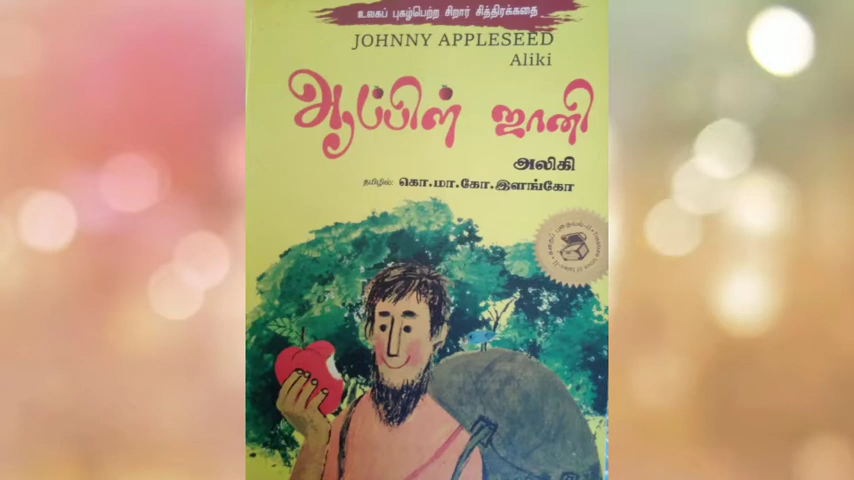 உலகப் புகழ்பெற்ற சிறார் சித்திரக்கதை
JOHNNY APPLESEED
Aliki
ஆப்பிள் ஜானி
அலிகி
தமிழில்: கொ.மா.கோ.இளங்கோ